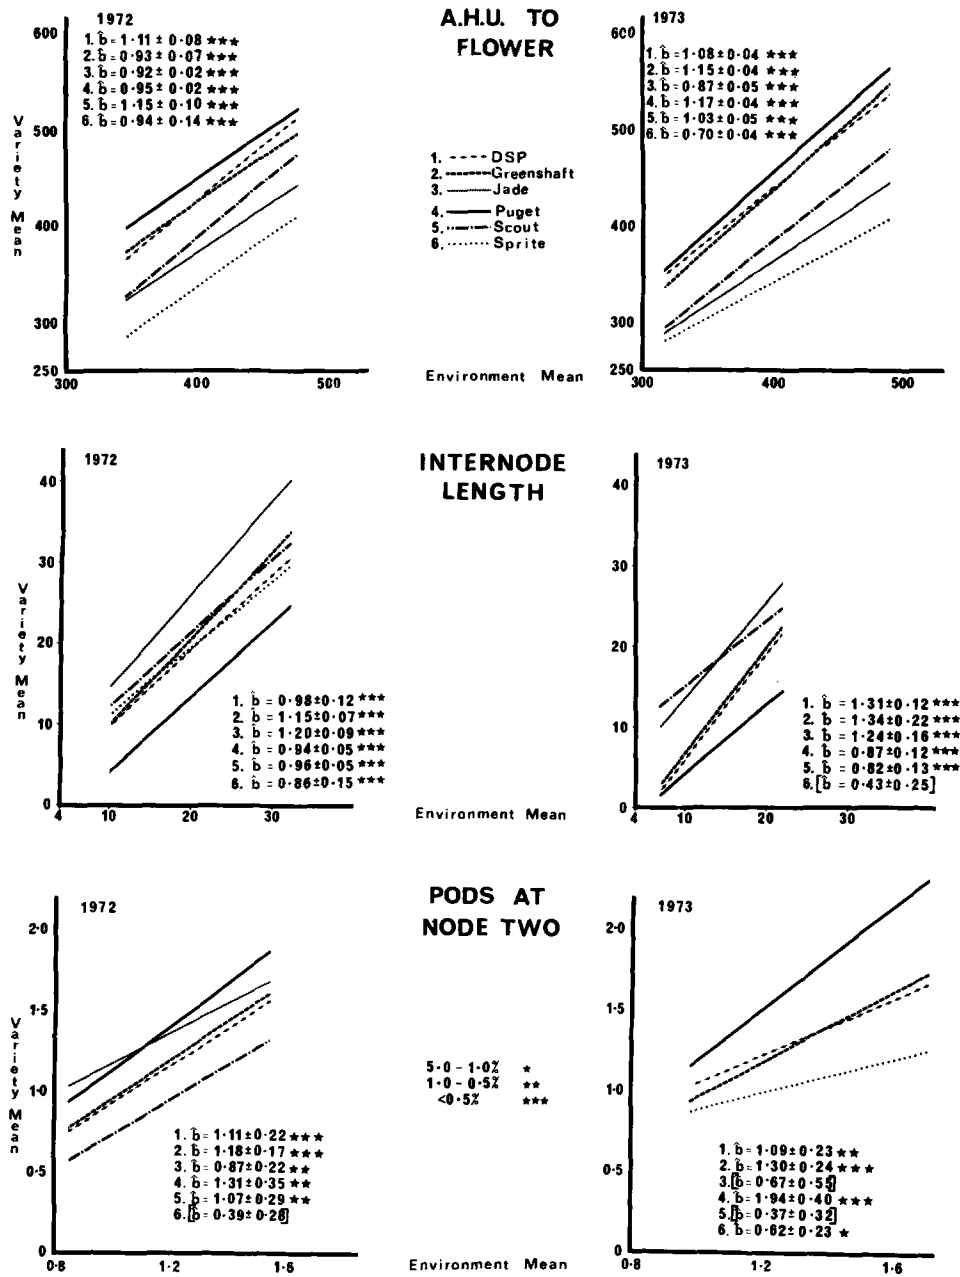 A.H.U. TO
FLOWER
1972
600
500
400
300
250
300
400
500
Variety Mean
1. b̂ = 1·11 ± 0·08 ★★★
2. b̂ = 0·93 ± 0·07 ★★★
3. b̂ = 0·92 ± 0·02 ★★★
4. b̂ = 0·95 ± 0·02 ★★★
5. b̂ = 1·15 ± 0·10 ★★★
6. b̂ = 0·94 ± 0·14 ★★★
1. DSP
2. Greenshaft
3. Jade
4. Puget
5. Scout
6. Sprite
Environment Mean
1973
600
500
400
300
250
300
400
500
1. b̂ = 1·08 ± 0·04 ★★★
2. b̂ = 1·15 ± 0·04 ★★★
3. b̂ = 0·87 ± 0·05 ★★★
4. b̂ = 1·17 ± 0·04 ★★★
5. b̂ = 1·03 ± 0·05 ★★★
6. b̂ = 0·70 ± 0·04 ★★★
INTERNODE
LENGTH
1972
40
30
20
10
0
4
10
20
30
Variety Mean
1. b̂ = 0·98±0·12 ★★★
2. b̂ = 1·15±0·07 ★★★
3. b̂ = 1·20±0·09 ★★★
4. b̂ = 0·94±0·05 ★★★
5. b̂ = 0·96±0·05 ★★★
6. b̂ = 0·86±0·15 ★★★
Environment Mean
1973
40
30
20
10
0
4
10
20
30
1. b̂ = 1·31±0·12 ★★★
2. b̂ = 1·34±0·22 ★★★
3. b̂ = 1·24±0·16 ★★★
4. b̂ = 0·87±0·12 ★★★
5. b̂ = 0·82±0·13 ★★★
6. [b̂ = 0·43±0·25]
PODS AT
NODE TWO
1972
2·0
1·5
1·0
0·5
0
0·8
1·2
1·6
Variety Mean
1. b̂ = 1·11±0·22 ★★★
2. b̂ = 1·18±0·17 ★★★
3. b̂ = 0·87±0·22 ★★
4. b̂ = 1·31±0·35 ★★
5. b̂ = 1·07±0·29 ★★
6. [b̂ = 0·39±0·28]
5·0 – 1·0% ★
1·0 – 0·5% ★★
<0·5% ★★★
Environment Mean
1973
2·0
1·5
1·0
0·5
0
0·8
1·2
1·6
1. b̂ = 1·09±0·23 ★★
2. b̂ = 1·30±0·24 ★★★
3. [b̂ = 0·67±0·55]
4. b̂ = 1·94±0·40 ★★★
5. [b̂ = 0·37±0·32]
6. b̂ = 0·62±0·23 ★